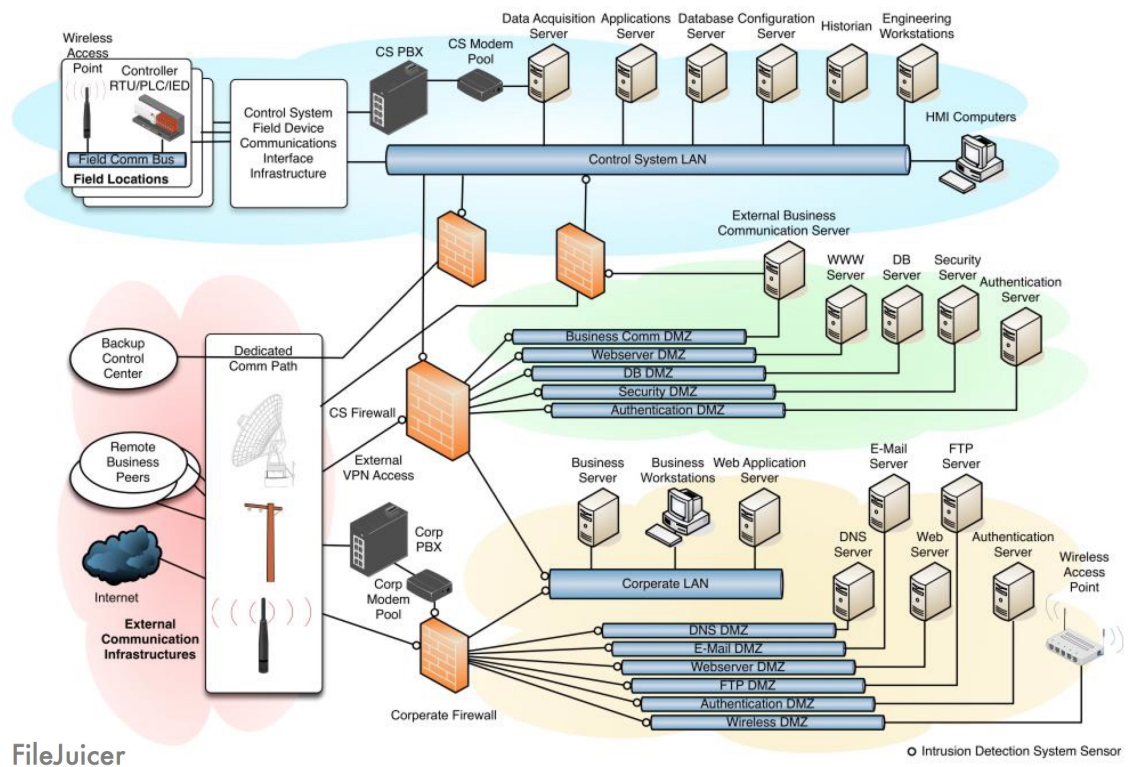 Data Acquisition
Server
Applications
Server
Database
Server
Configuration
Server
Historian
Engineering
Workstations
Wireless
Access
Point
Controller
RTU/PLC/IED
CS PBX
CS Modem
Pool
Control System
Field Device
Communications
Interface
Infrastructure
HMI Computers
Field Comm Bus
Field Locations
Control System LAN
External Business
Communication Server
WWW
Server
DB
Server
Security
Server
Authentication
Server
Backup
Control
Center
Dedicated
Comm Path
Business Comm DMZ
Webserver DMZ
DB DMZ
Security DMZ
Authentication DMZ
CS Firewall
External
VPN Access
Remote
Business
Peers
Internet
External
Communication
Infrastructures
Corp
PBX
Corp
Modem
Pool
Business
Server
Business
Workstations
Web Application
Server
E-Mail
Server
FTP
Server
DNS
Server
Web
Server
Authentication
Server
Wireless
Access
Point
Corperate LAN
DNS DMZ
E-Mail DMZ
Webserver DMZ
FTP DMZ
Authentication DMZ
Wireless DMZ
Corperate Firewall
Intrusion Detection System Sensor
FileJuicer